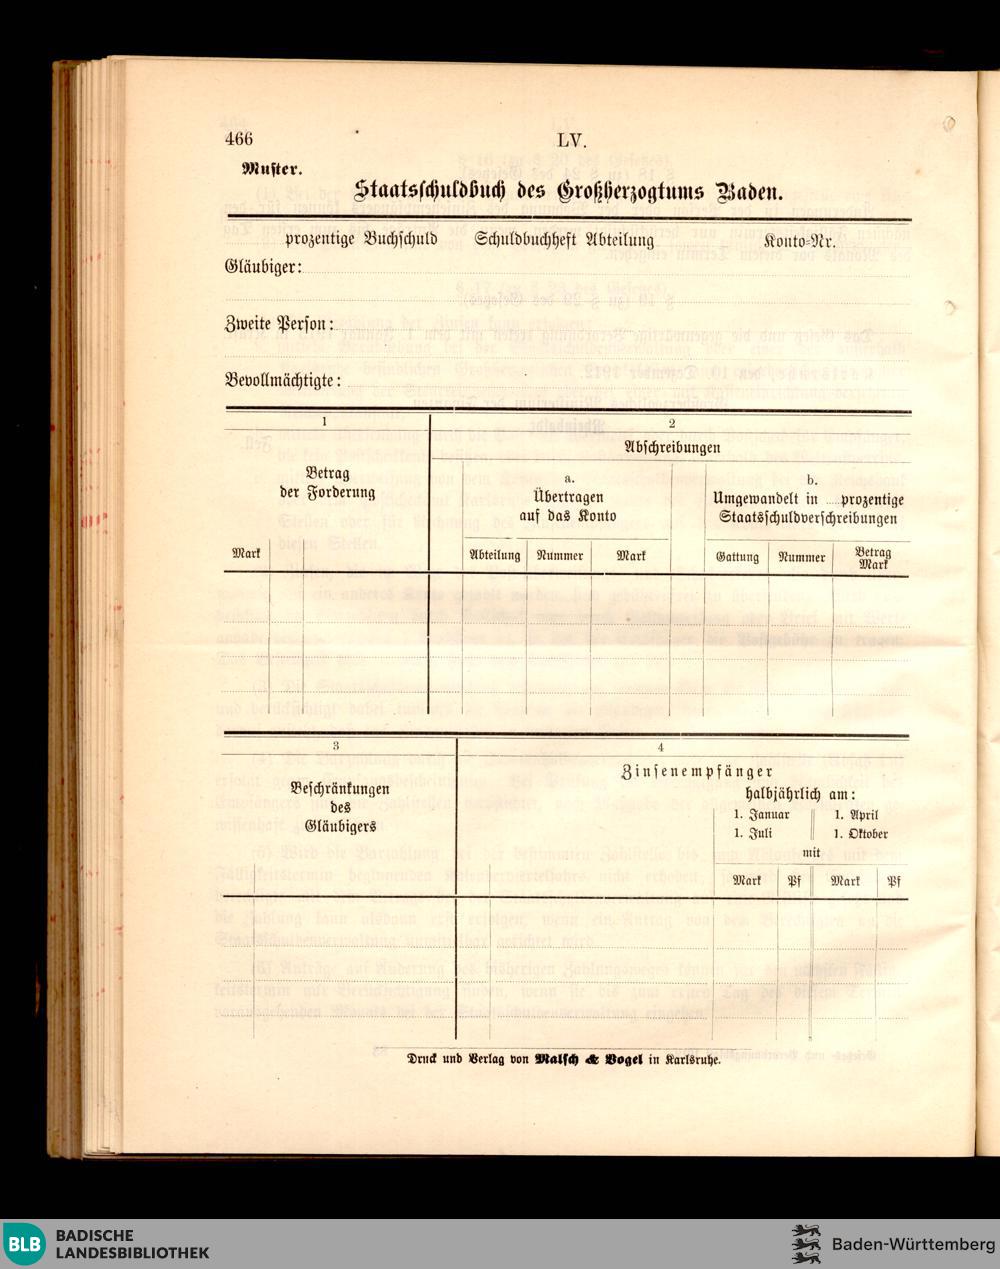 466
LV.
Muster.
Staatsschuldbuch des Großherzogtums Baden.
prozentige Buchschuld Schuldbuchheft Abteilung Konto-Nr.
Gläubiger:
Zweite Person:
Bevollmächtigte:
1
2
Abschreibungen
Betrag
der Forderung
a.
Übertragen
auf das Konto
b.
Umgewandelt in ..... prozentige
Staatsschuldverschreibungen
Mark
Abteilung Nummer Mark
Gattung Nummer Betrag
Mark
3
4
Beschränkungen
des
Gläubigers
Zinsenempfänger
halbjährlich am:
1. Januar 1. April
1. Juli 1. Oktober
mit
Mark Pf Mark Pf
Druck und Verlag von Malsch & Vogel in Karlsruhe.
BLB BADISCHE
LANDESBIBLIOTHEK
Baden-Württemberg